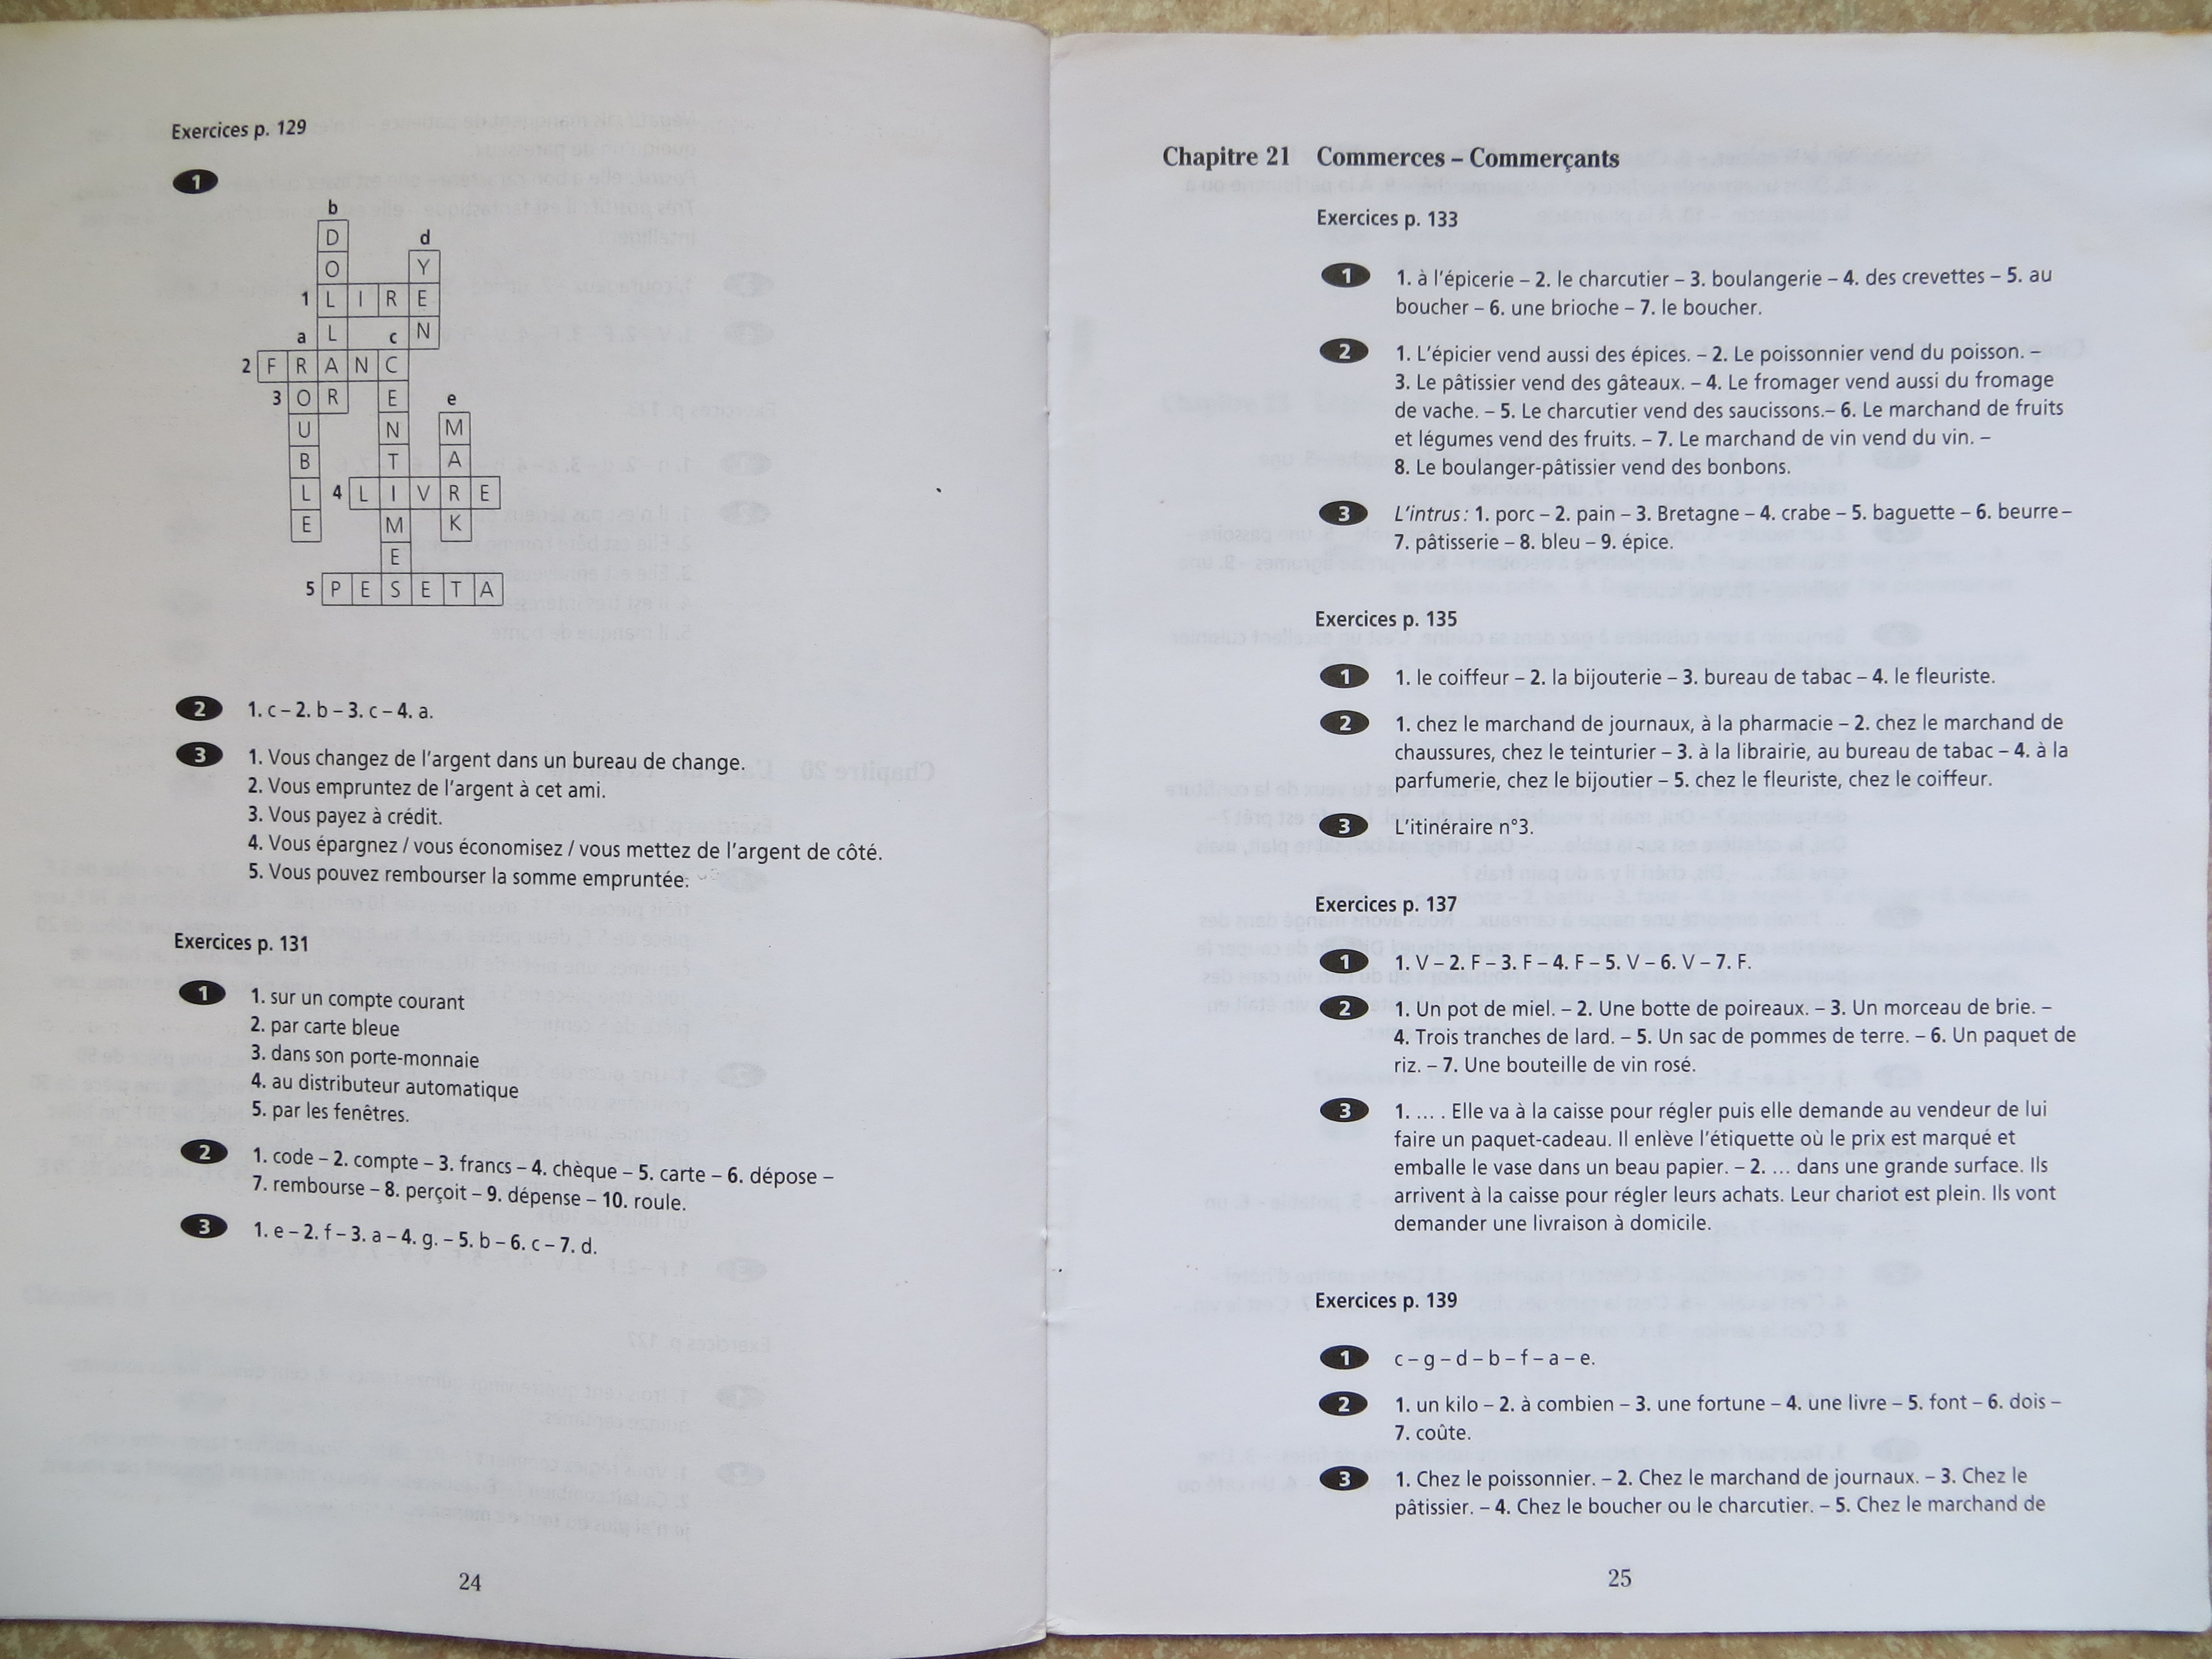 Exercices p. 129
1
b
D d
O Y
1 L I R E
a L c N
2 F R A N C
3 O R E e
U N M
B T A
L 4 L I V R E
E M K
E
5 P E S E T A
2 1. c – 2. b – 3. c – 4. a.
3 1. Vous changez de l'argent dans un bureau de change.
2. Vous empruntez de l'argent à cet ami.
3. Vous payez à crédit.
4. Vous épargnez / vous économisez / vous mettez de l'argent de côté.
5. Vous pouvez rembourser la somme empruntée.
Exercices p. 131
1 1. sur un compte courant
2. par carte bleue
3. dans son porte-monnaie
4. au distributeur automatique
5. par les fenêtres.
2 1. code – 2. compte – 3. francs – 4. chèque – 5. carte – 6. dépose –
7. rembourse – 8. perçoit – 9. dépense – 10. roule.
3 1. e – 2. f – 3. a – 4. g. – 5. b – 6. c – 7. d.
24
Chapitre 21 Commerces – Commerçants
Exercices p. 133
1 1. à l'épicerie – 2. le charcutier – 3. boulangerie – 4. des crevettes – 5. au
boucher – 6. une brioche – 7. le boucher.
2 1. L'épicier vend aussi des épices. – 2. Le poissonnier vend du poisson. –
3. Le pâtissier vend des gâteaux. – 4. Le fromager vend aussi du fromage
de vache. – 5. Le charcutier vend des saucissons.– 6. Le marchand de fruits
et légumes vend des fruits. – 7. Le marchand de vin vend du vin. –
8. Le boulanger-pâtissier vend des bonbons.
3 L'intrus : 1. porc – 2. pain – 3. Bretagne – 4. crabe – 5. baguette – 6. beurre–
7. pâtisserie – 8. bleu – 9. épice.
Exercices p. 135
1 1. le coiffeur – 2. la bijouterie – 3. bureau de tabac – 4. le fleuriste.
2 1. chez le marchand de journaux, à la pharmacie – 2. chez le marchand de
chaussures, chez le teinturier – 3. à la librairie, au bureau de tabac – 4. à la
parfumerie, chez le bijoutier – 5. chez le fleuriste, chez le coiffeur.
3 L'itinéraire n°3.
Exercices p. 137
1 1. V – 2. F – 3. F – 4. F – 5. V – 6. V – 7. F.
2 1. Un pot de miel. – 2. Une botte de poireaux. – 3. Un morceau de brie. –
4. Trois tranches de lard. – 5. Un sac de pommes de terre. – 6. Un paquet de
riz. – 7. Une bouteille de vin rosé.
3 1. ... . Elle va à la caisse pour régler puis elle demande au vendeur de lui
faire un paquet-cadeau. Il enlève l'étiquette où le prix est marqué et
emballe le vase dans un beau papier. – 2. ... dans une grande surface. Ils
arrivent à la caisse pour régler leurs achats. Leur chariot est plein. Ils vont
demander une livraison à domicile.
Exercices p. 139
1 c – g – d – b – f – a – e.
2 1. un kilo – 2. à combien – 3. une fortune – 4. une livre – 5. font – 6. dois –
7. coûte.
3 1. Chez le poissonnier. – 2. Chez le marchand de journaux. – 3. Chez le
pâtissier. – 4. Chez le boucher ou le charcutier. – 5. Chez le marchand de
25